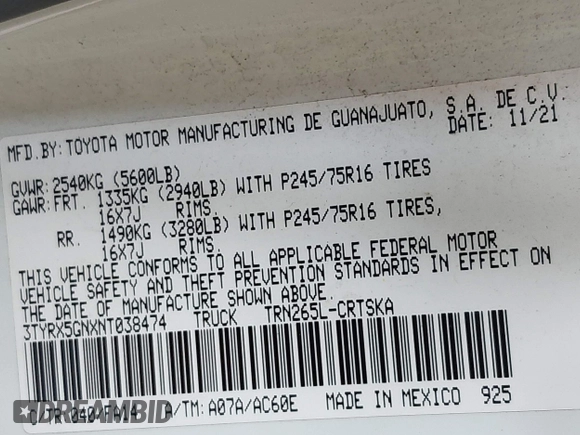 MFD.BY:TOYOTA MOTOR MANUFACTURING DE GUANAJUATO, S.A. DE C.V.
DATE: 11/21
GVWR:2540KG (5600LB)
GAWR:FRT. 1335KG (2940LB) WITH P245/75R16 TIRES
16X7J RIMS,
RR. 1490KG (3280LB) WITH P245/75R16 TIRES,
16X7J RIMS.
THIS VEHICLE CONFORMS TO ALL APPLICABLE FEDERAL MOTOR
VEHICLE SAFETY AND THEFT PREVENTION STANDARDS IN EFFECT ON
THE DATE OF MANUFACTURE SHOWN ABOVE.
3TYRX5GNXNT038474 TRUCK TRN265L-CRTSKA
C/TR:040/FA14 A/TM:A07A/AC60E MADE IN MEXICO 925
DREAMBID